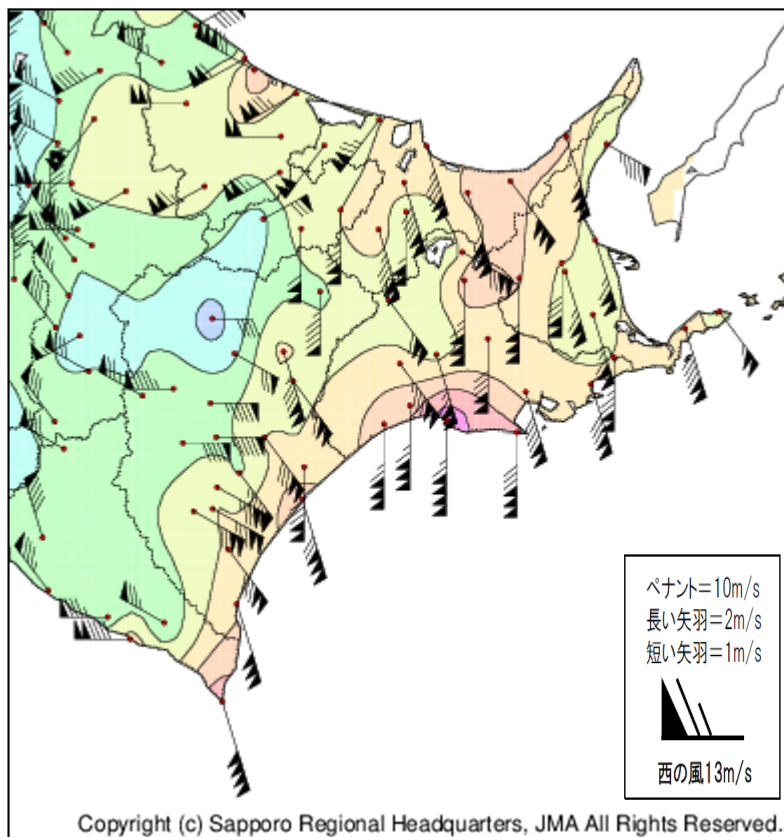 ペナント＝10m/s
長い矢羽＝2m/s
短い矢羽＝1m/s
西の風13m/s
Copyright (c) Sapporo Regional Headquarters, JMA All Rights Reserved.